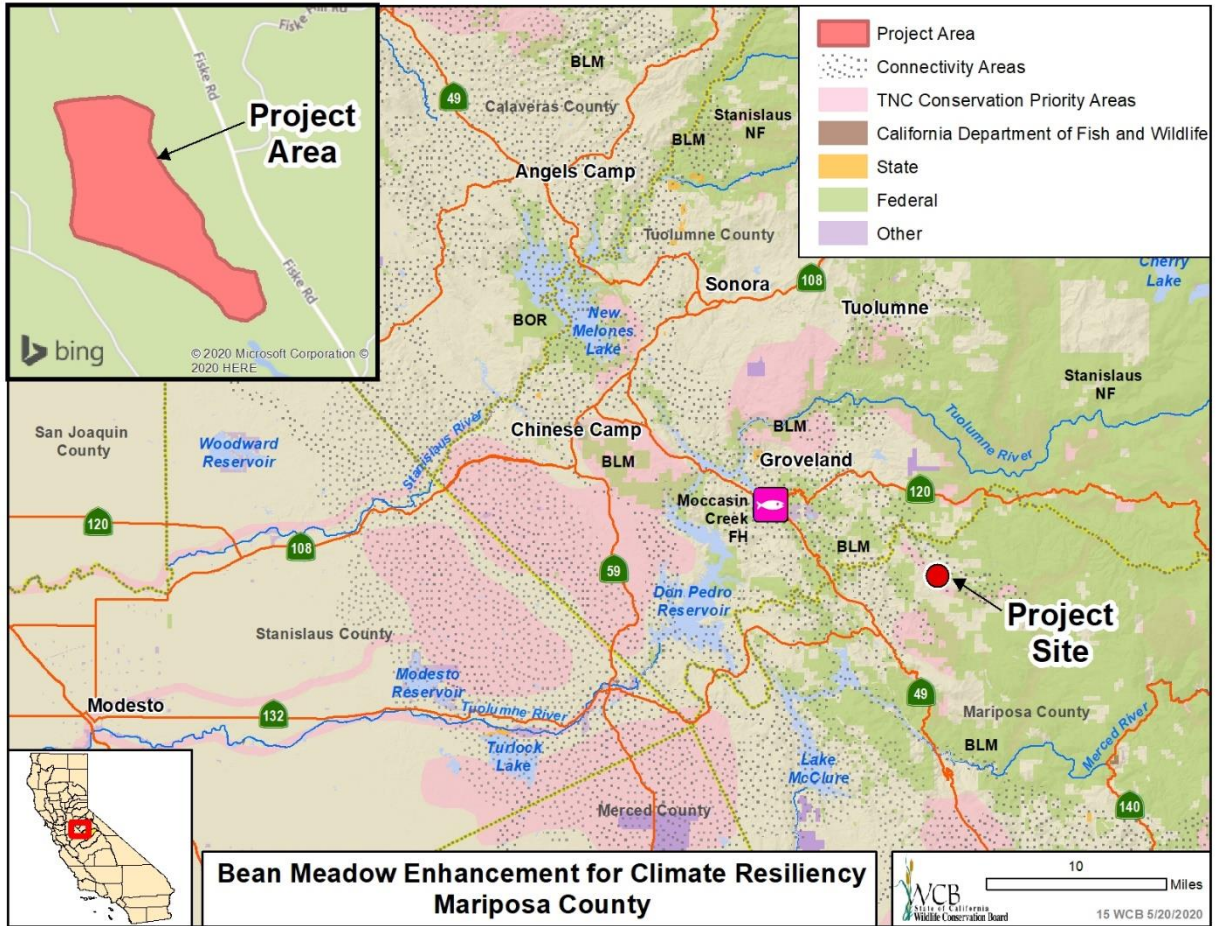 Fiske Hill Rd
Fiske Rd
Project
Area
Fiske Rd
bing
© 2020 Microsoft Corporation ©
2020 HERE
Project Area
Connectivity Areas
TNC Conservation Priority Areas
California Department of Fish and Wildlife
State
Federal
Other
BLM
49
Calaveras County
Stanislaus
NF
BLM
Angels Camp
Tuolumne County
Sonora
108
Cherry
Lake
Tuolumne
BOR
New
Melones
Lake
Stanislaus
NF
San Joaquin
County
Woodward
Reservoir
Stanislaus River
Chinese Camp
BLM
BLM
Tuolumne River
Groveland
Moccasin
Creek
FH
120
120
108
BLM
59
Don Pedro
Reservoir
Project
Site
Stanislaus County
Modesto
Reservoir
Modesto
132
Tuolumne River
Turlock
Lake
49
Mariposa County
BLM
Merced River
Lake
McClure
Merced County
140
Bean Meadow Enhancement for Climate Resiliency
Mariposa County
WCB
State of California
Wildlife Conservation Board
10
Miles
15 WCB 5/20/2020